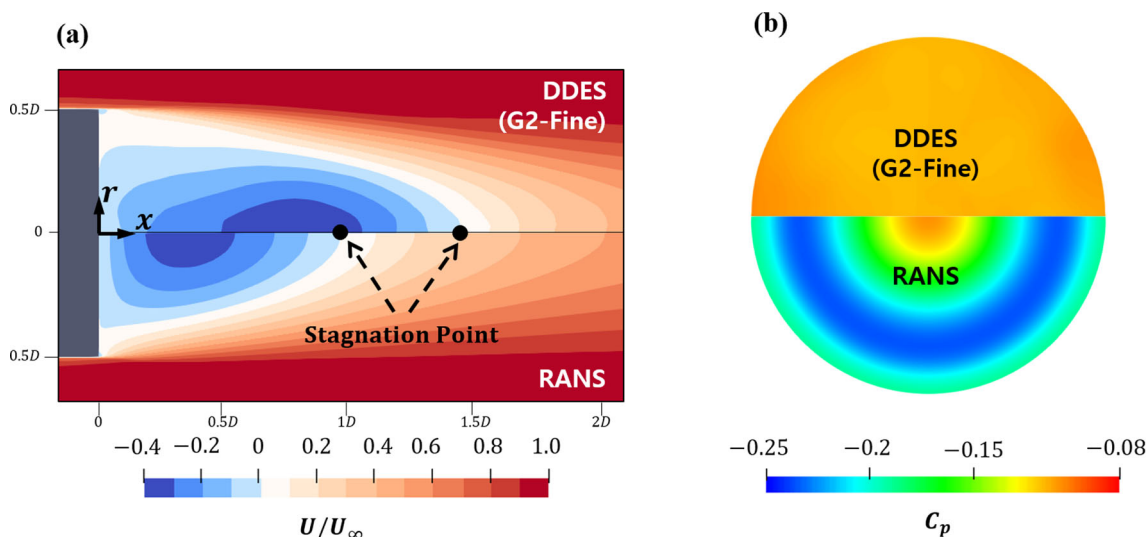 (a)
DDES
(G2-Fine)
0.5D
r
x
0
Stagnation Point
0.5D
RANS
0 0.5D 1D 1.5D 2D
−0.4 −0.2 0 0.2 0.4 0.6 0.8 1.0
U/U∞
(b)
DDES
(G2-Fine)
RANS
−0.25 −0.2 −0.15 −0.08
Cp